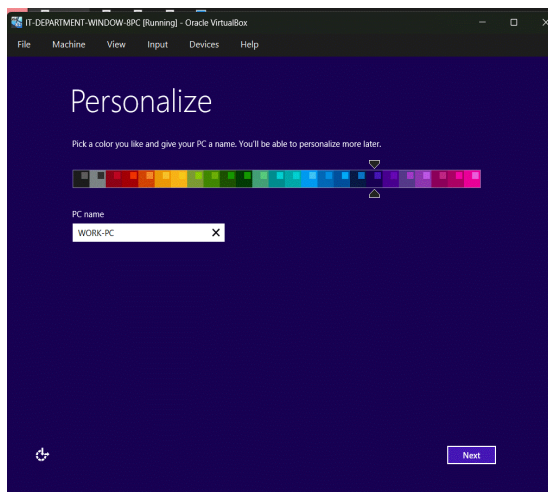 IT-DEPARTMENT-WINDOW-8PC [Running] - Oracle VirtualBox
File Machine View Input Devices Help
Personalize
Pick a color you like and give your PC a name. You'll be able to personalize more later.
PC name
WORK-PC
Next